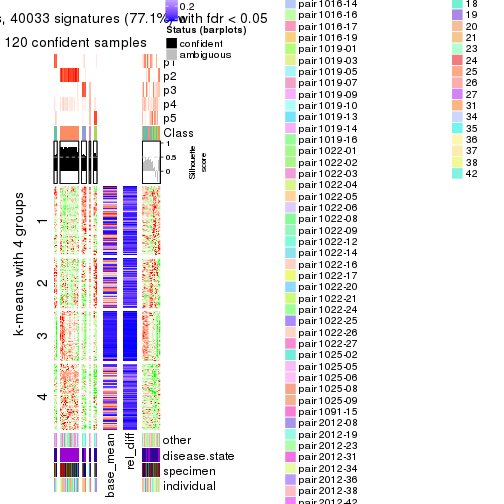 , 40033 signatures (77.1%) with fdr < 0.05
120 confident samples
0.2
Status (barplots)
confident
ambiguous
p1
p2
p3
p4
p5
Class
1
0.5
0
Silhouette
score
k-means with 4 groups
1
2
3
4
base_mean
rel_diff
other
disease.state
specimen
individual
pair1016-14
pair1016-16
pair1016-17
pair1016-19
pair1019-01
pair1019-03
pair1019-05
pair1019-07
pair1019-09
pair1019-10
pair1019-13
pair1019-14
pair1019-16
pair1022-01
pair1022-02
pair1022-03
pair1022-04
pair1022-05
pair1022-06
pair1022-08
pair1022-09
pair1022-12
pair1022-14
pair1022-16
pair1022-17
pair1022-20
pair1022-21
pair1022-24
pair1022-25
pair1022-26
pair1022-27
pair1025-02
pair1025-05
pair1025-06
pair1025-08
pair1025-09
pair1091-15
pair2012-08
pair2012-19
pair2012-23
pair2012-31
pair2012-34
pair2012-36
pair2012-38
pair2012-42
18
19
20
21
24
25
26
27
31
34
35
36
37
38
42